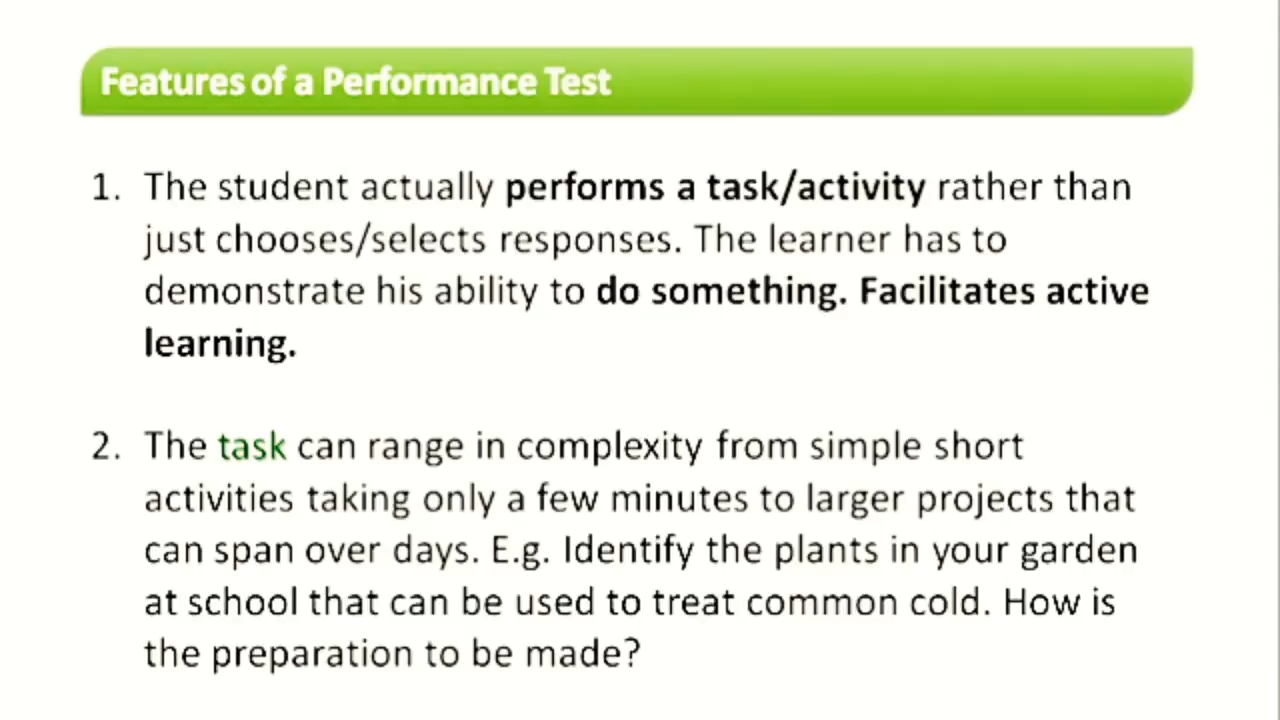 Features of a Performance Test
1. The student actually performs a task/activity rather than
just chooses/selects responses. The learner has to
demonstrate his ability to do something. Facilitates active
learning.
2. The task can range in complexity from simple short
activities taking only a few minutes to larger projects that
can span over days. E.g. Identify the plants in your garden
at school that can be used to treat common cold. How is
the preparation to be made?